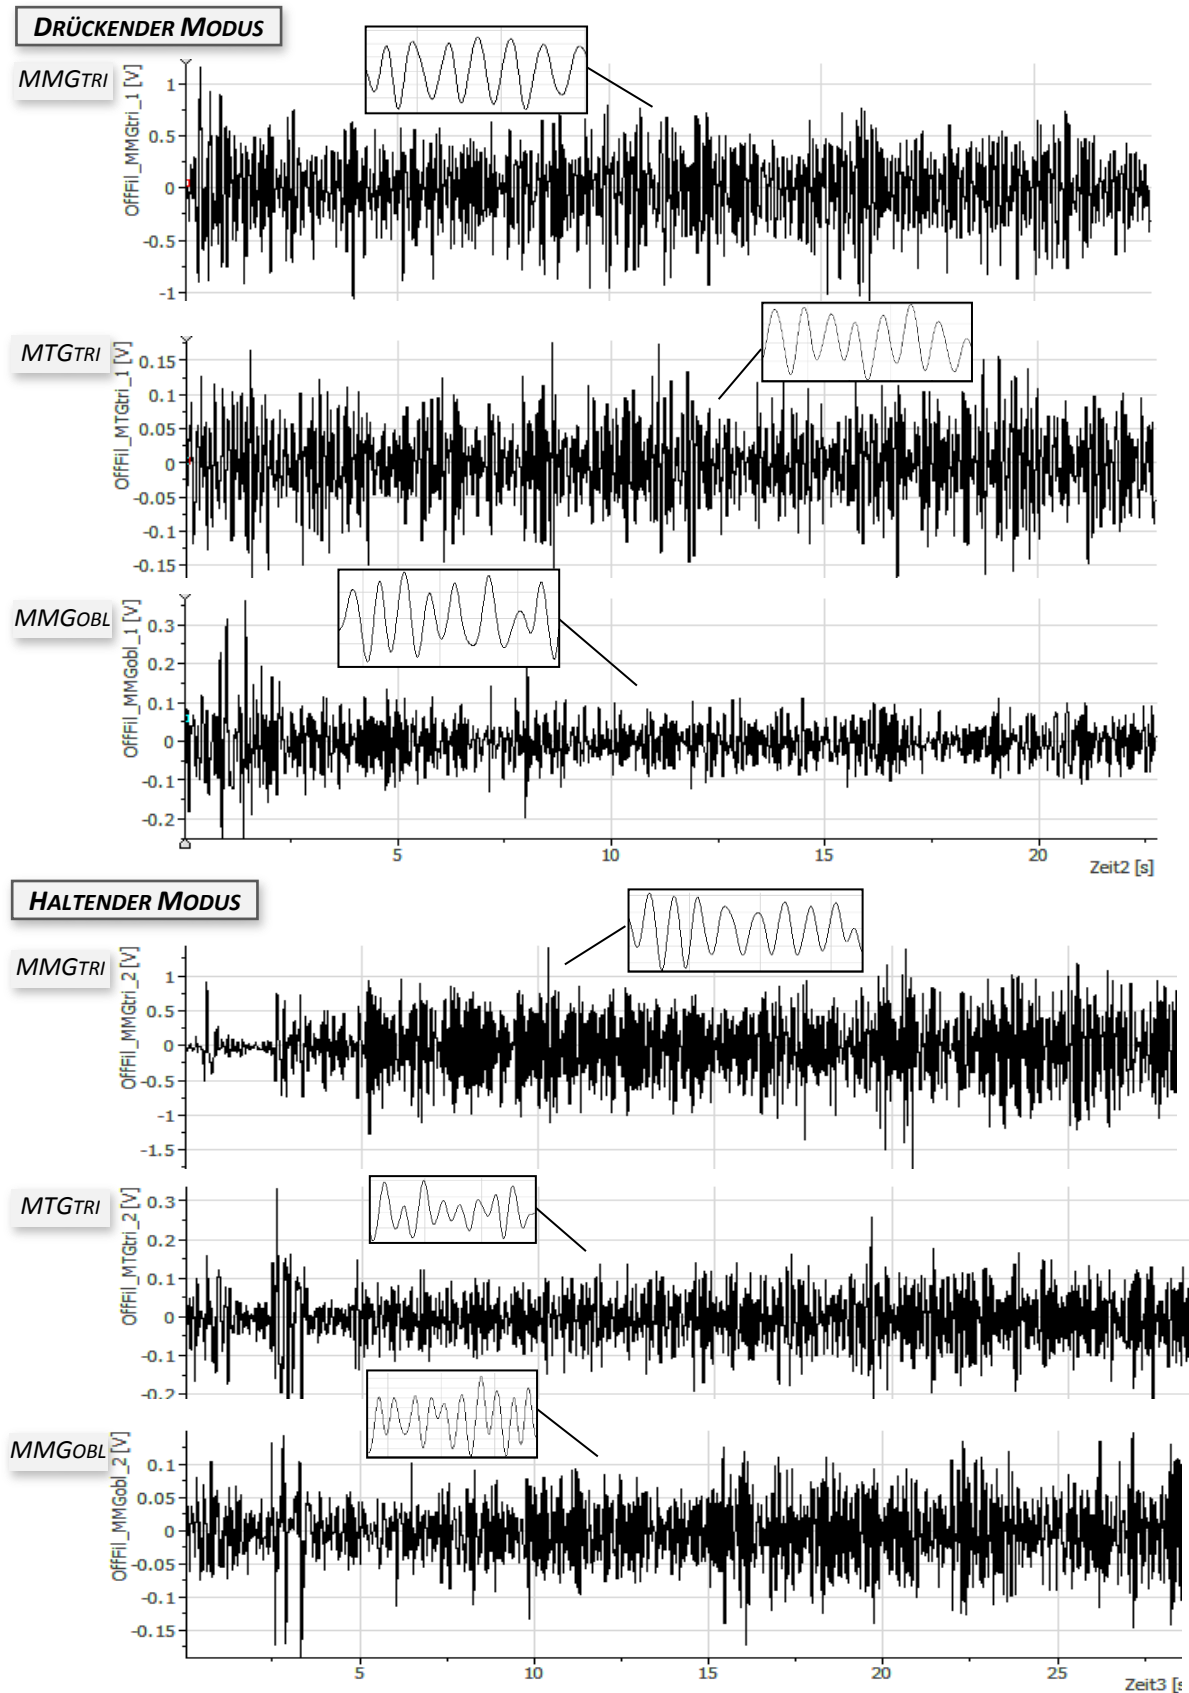 DRÜCKENDER MODUS
MMGTRI
OffFil_MMGtri_1 [V]
1
0.5
0
-0.5
-1
MTGTRI
OffFil_MTGtri_1 [V]
0.15
0.1
0.05
0
-0.05
-0.1
-0.15
MMGOBL
OffFil_MMGobl_1 [V]
0.3
0.2
0.1
0
-0.1
-0.2
5 10 15 20
Zeit2 [s]
HALTENDER MODUS
MMGTRI
OffFil_MMGtri_2 [V]
1
0.5
0
-0.5
-1
-1.5
MTGTRI
OffFil_MTGtri_2 [V]
0.3
0.2
0.1
0
-0.1
-0.2
MMGOBL
OffFil_MMGobl_2 [V]
0.1
0.05
0
-0.05
-0.1
-0.15
5 10 15 20 25
Zeit3 [s